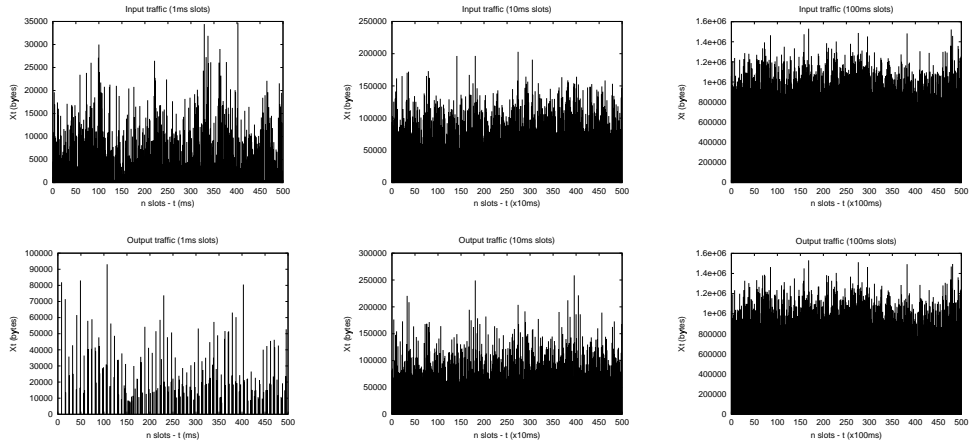 Input traffic (1ms slots)
35000
30000
25000
20000
15000
10000
5000
0
Xt (bytes)
0 50 100 150 200 250 300 350 400 450 500
n slots - t (ms)
Input traffic (10ms slots)
250000
200000
150000
100000
50000
0
Xt (bytes)
0 50 100 150 200 250 300 350 400 450 500
n slots - t (x10ms)
Input traffic (100ms slots)
1.6e+06
1.4e+06
1.2e+06
1e+06
800000
600000
400000
200000
0
Xt (bytes)
0 50 100 150 200 250 300 350 400 450 500
n slots - t (x100ms)
Output traffic (1ms slots)
100000
90000
80000
70000
60000
50000
40000
30000
20000
10000
0
Xt (bytes)
0 50 100 150 200 250 300 350 400 450 500
n slots - t (ms)
Output traffic (10ms slots)
300000
250000
200000
150000
100000
50000
0
Xt (bytes)
0 50 100 150 200 250 300 350 400 450 500
n slots - t (x10ms)
Output traffic (100ms slots)
1.6e+06
1.4e+06
1.2e+06
1e+06
800000
600000
400000
200000
0
Xt (bytes)
0 50 100 150 200 250 300 350 400 450 500
n slots - t (x100ms)